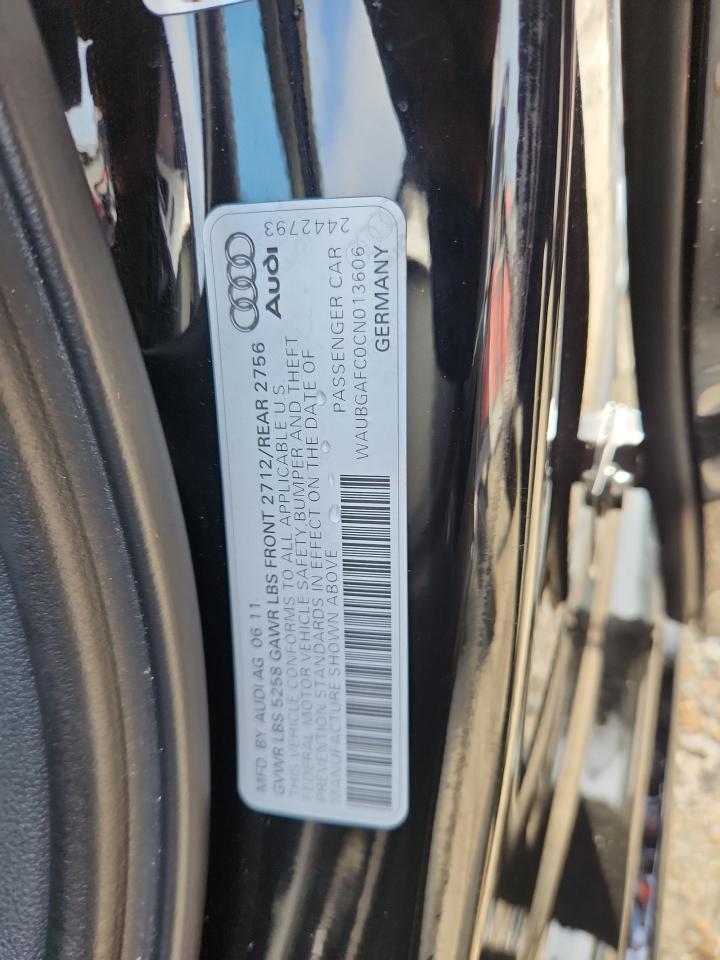 MFD. BY AUDI AG 06 11
Audi
GVWR LBS 5258 GAWR LBS FRONT 2712/REAR 2756
THIS VEHICLE CONFORMS TO ALL APPLICABLE U.S.
FEDERAL MOTOR VEHICLE SAFETY BUMPER AND THEFT
PREVENTION STANDARDS IN EFFECT ON THE DATE OF
MANUFACTURE SHOWN ABOVE
PASSENGER CAR
WAUBGAFC0CN013606
GERMANY
2442793